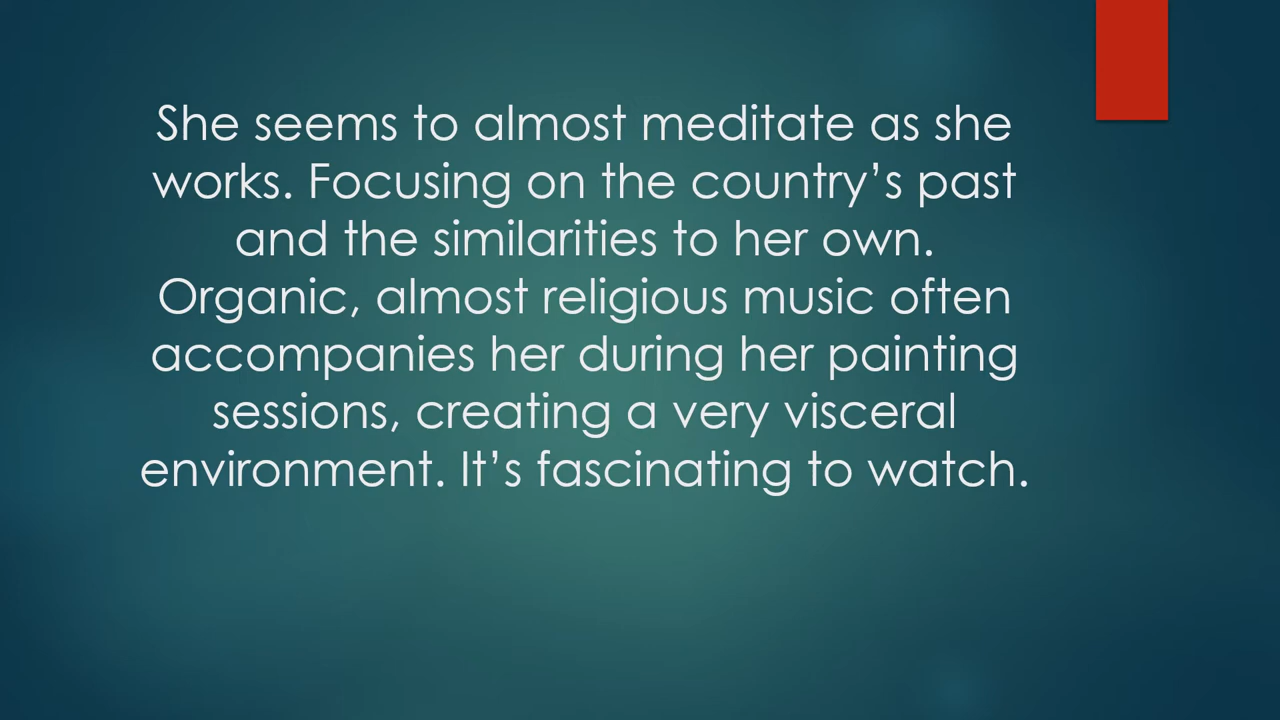 She seems to almost meditate as she
works. Focusing on the country’s past
and the similarities to her own.
Organic, almost religious music often
accompanies her during her painting
sessions, creating a very visceral
environment. It’s fascinating to watch.